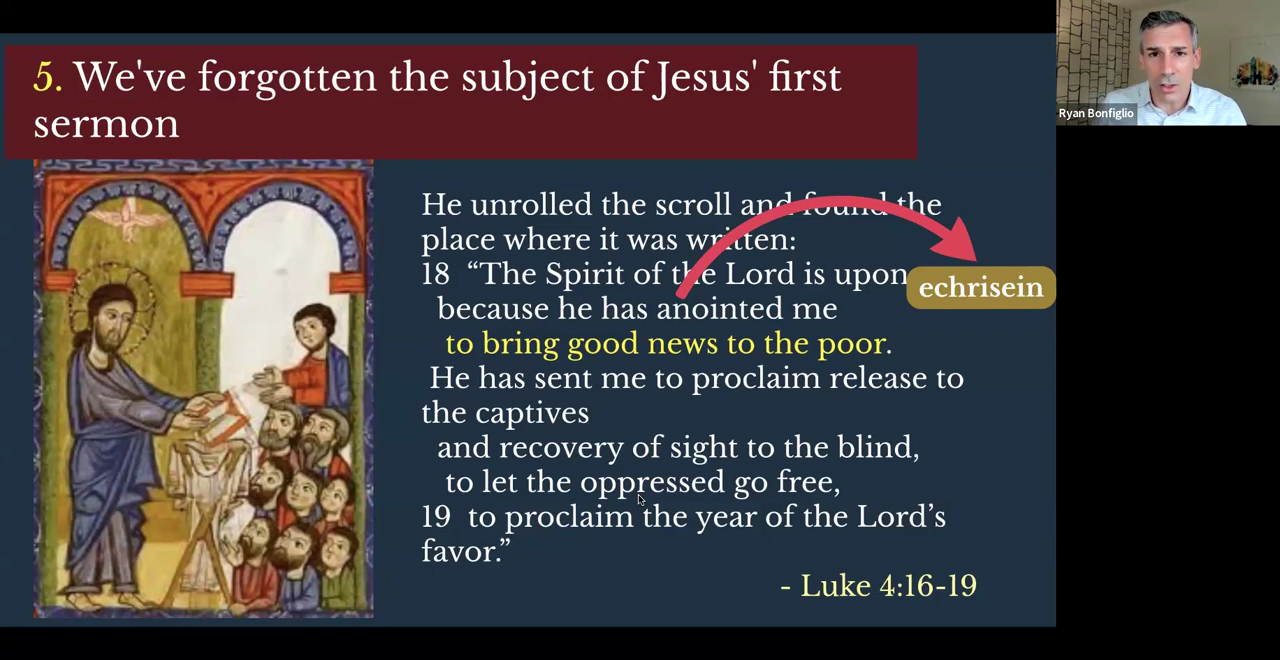 5. We've forgotten the subject of Jesus' first
sermon
Ryan Bonfiglio
He unrolled the scroll and found the
place where it was written:
18 “The Spirit of the Lord is upon
because he has anointed me
echrisein
to bring good news to the poor.
He has sent me to proclaim release to
the captives
and recovery of sight to the blind,
to let the oppressed go free,
19 to proclaim the year of the Lord’s
favor.”
- Luke 4:16-19